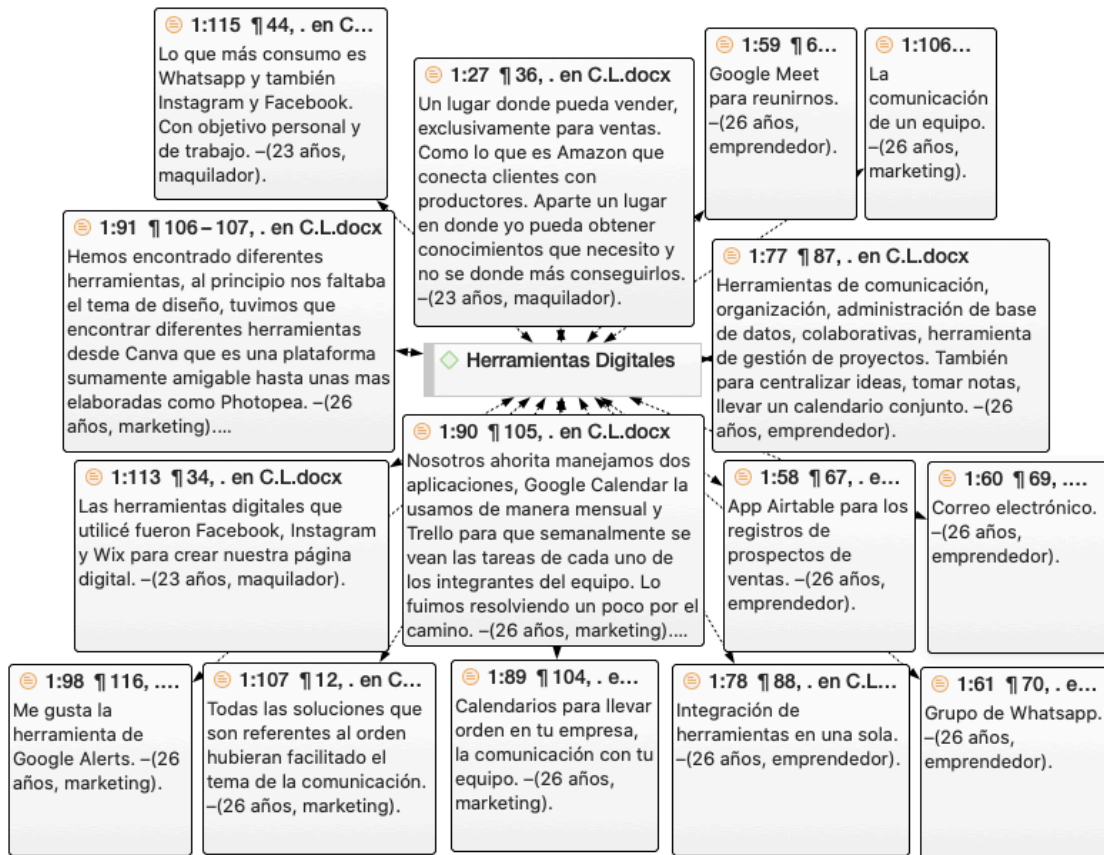 1:115 ¶ 44, . en C...
Lo que más consumo es
Whatsapp y también
Instagram y Facebook.
Con objetivo personal y
de trabajo. –(23 años,
maquilador).
1:27 ¶ 36, . en C.L.docx
Un lugar donde pueda vender,
exclusivamente para ventas.
Como lo que es Amazon que
conecta clientes con
productores. Aparte un lugar
en donde yo pueda obtener
conocimientos que necesito y
no se donde más conseguirlos.
–(23 años, maquilador).
1:59 ¶ 6...
Google Meet
para reunirnos.
–(26 años,
emprendedor).
1:106...
La
comunicación
de un equipo.
–(26 años,
marketing).
1:91 ¶ 106 – 107, . en C.L.docx
Hemos encontrado diferentes
herramientas, al principio nos faltaba
el tema de diseño, tuvimos que
encontrar diferentes herramientas
desde Canva que es una plataforma
sumamente amigable hasta unas mas
elaboradas como Photopea. –(26
años, marketing)....
Herramientas Digitales
1:77 ¶ 87, . en C.L.docx
Herramientas de comunicación,
organización, administración de base
de datos, colaborativas, herramienta
de gestión de proyectos. También
para centralizar ideas, tomar notas,
llevar un calendario conjunto. –(26
años, emprendedor).
1:113 ¶ 34, . en C.L.docx
Las herramientas digitales que
utilicé fueron Facebook, Instagram
y Wix para crear nuestra página
digital. –(23 años, maquilador).
1:90 ¶ 105, . en C.L.docx
Nosotros ahorita manejamos dos
aplicaciones, Google Calendar la
usamos de manera mensual y
Trello para que semanalmente se
vean las tareas de cada uno de
los integrantes del equipo. Lo
fuimos resolviendo un poco por el
camino. –(26 años, marketing)....
1:58 ¶ 67, . e...
App Airtable para los
registros de
prospectos de
ventas. –(26 años,
emprendedor).
1:60 ¶ 69, ....
Correo electrónico.
–(26 años,
emprendedor).
1:98 ¶ 116, ....
Me gusta la
herramienta de
Google Alerts. –(26
años, marketing).
1:107 ¶ 12, . en C...
Todas las soluciones que
son referentes al orden
hubieran facilitado el
tema de la comunicación.
–(26 años, marketing).
1:89 ¶ 104, . e...
Calendarios para llevar
orden en tu empresa,
la comunicación con tu
equipo. –(26 años,
marketing).
1:78 ¶ 88, . en C.L...
Integración de
herramientas en una sola.
–(26 años, emprendedor).
1:61 ¶ 70, . e...
Grupo de Whatsapp.
–(26 años,
emprendedor).